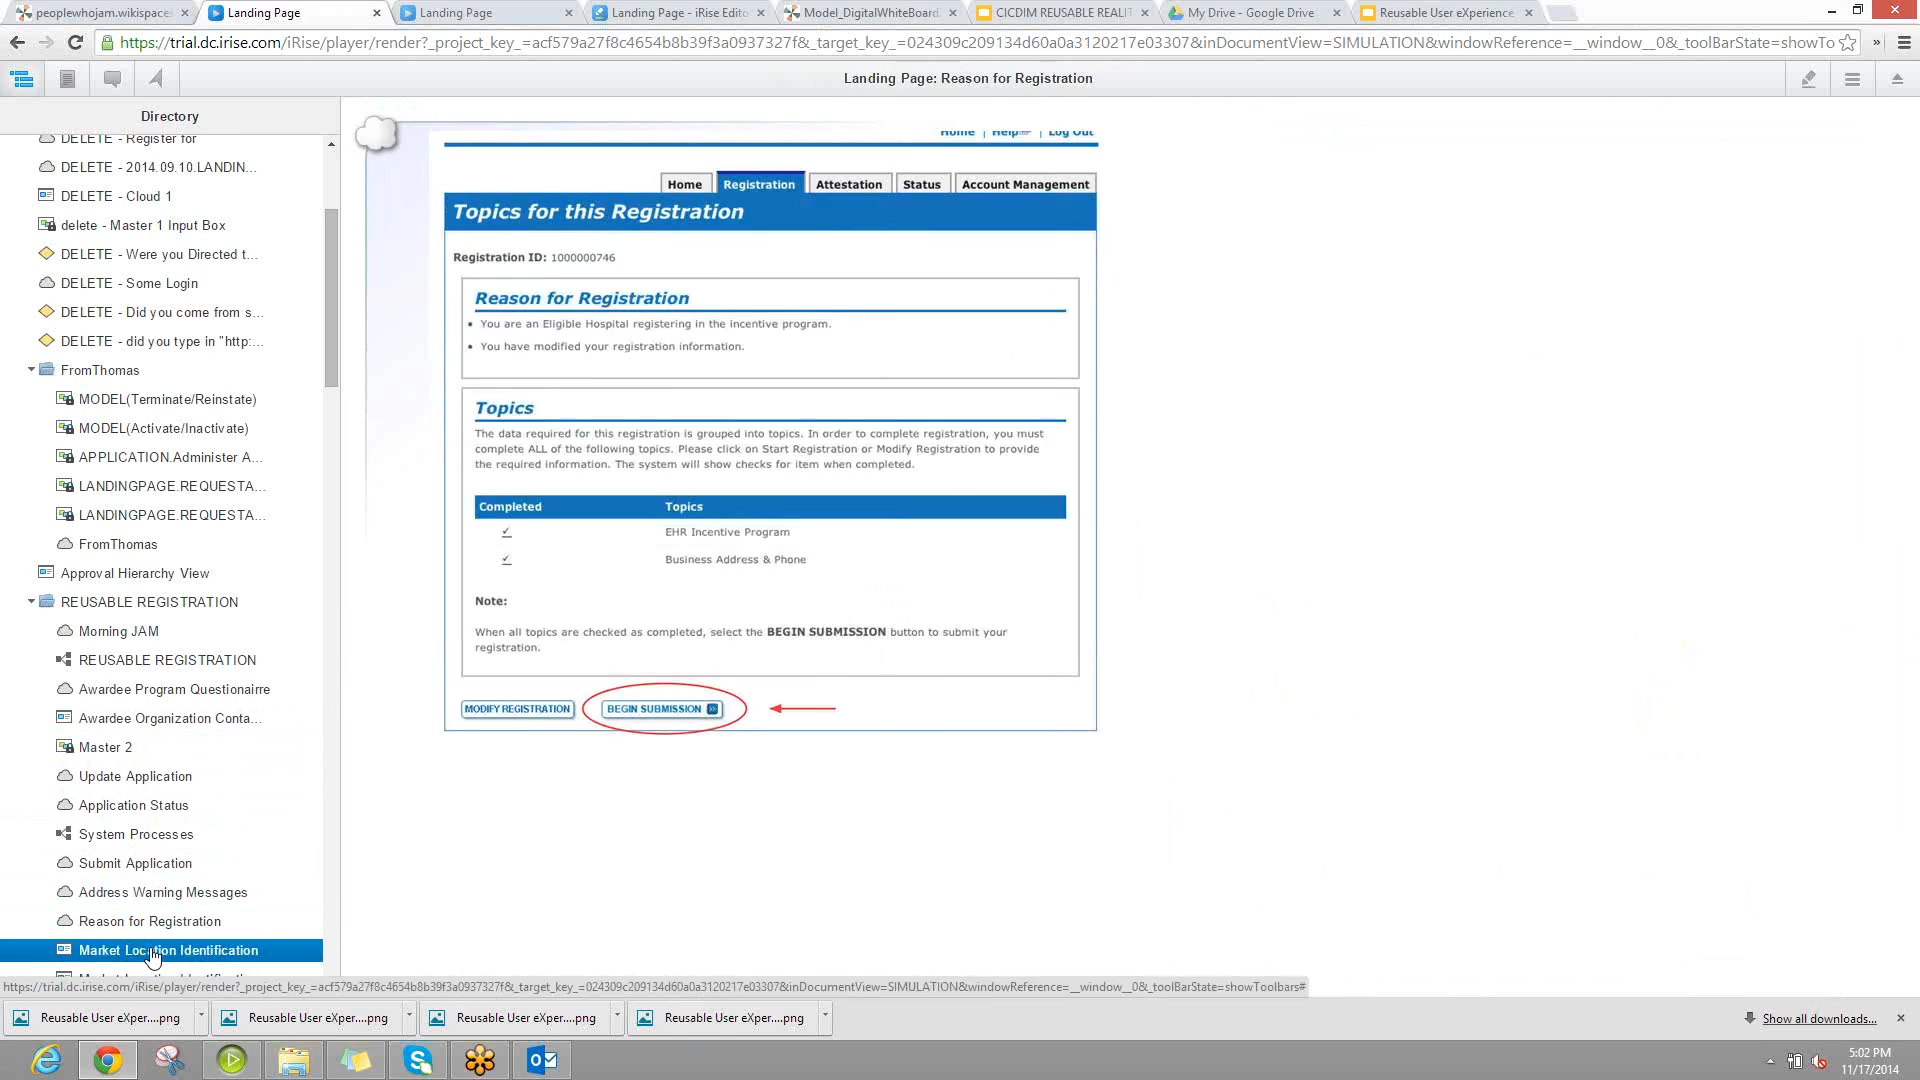 peoplewhojam.wikispaces
Landing Page
Landing Page
Landing Page - iRise Edito
Model_DigitalWhiteBoard.
CICDIM REUSABLE REALIT
My Drive - Google Drive
Reusable User eXperience
https://trial.dc.irise.com/iRise/player/render?_project_key_=acf579a27f8c4654b8b39f3a0937327f&_target_key_=024309c209134d60a0a3120217e03307&inDocumentView=SIMULATION&windowReference=__window__0&_toolBarState=showTo
Landing Page: Reason for Registration
Directory
DELETE - Register for
DELETE - 2014.09.10.LANDIN...
DELETE - Cloud 1
delete - Master 1 Input Box
DELETE - Were you Directed t...
DELETE - Some Login
DELETE - Did you come from s...
DELETE - did you type in "http:...
FromThomas
MODEL(Terminate/Reinstate)
MODEL(Activate/Inactivate)
APPLICATION.Administer A...
LANDINGPAGE.REQUESTA...
LANDINGPAGE.REQUESTA...
FromThomas
Approval Hierarchy View
REUSABLE REGISTRATION
Morning JAM
REUSABLE REGISTRATION
Awardee Program Questionairre
Awardee Organization Conta...
Master 2
Update Application
Application Status
System Processes
Submit Application
Address Warning Messages
Reason for Registration
Market Location Identification
Home | Help | Log Out
Home Registration Attestation Status Account Management
Topics for this Registration
Registration ID: 1000000746
Reason for Registration
• You are an Eligible Hospital registering in the incentive program.
• You have modified your registration information.
Topics
The data required for this registration is grouped into topics. In order to complete registration, you must
complete ALL of the following topics. Please click on Start Registration or Modify Registration to provide
the required information. The system will show checks for item when completed.
Completed Topics
EHR Incentive Program
Business Address & Phone
Note:
When all topics are checked as completed, select the BEGIN SUBMISSION button to submit your
registration.
MODIFY REGISTRATION
BEGIN SUBMISSION
https://trial.dc.irise.com/iRise/player/render?_project_key_=acf579a27f8c4654b8b39f3a0937327f&_target_key_=024309c209134d60a0a3120217e03307&inDocumentView=SIMULATION&windowReference=__window__0&_toolBarState=showToolbars#
Reusable User eXper....png
Reusable User eXper....png
Reusable User eXper....png
Reusable User eXper....png
Show all downloads...
5:02 PM
11/17/2014